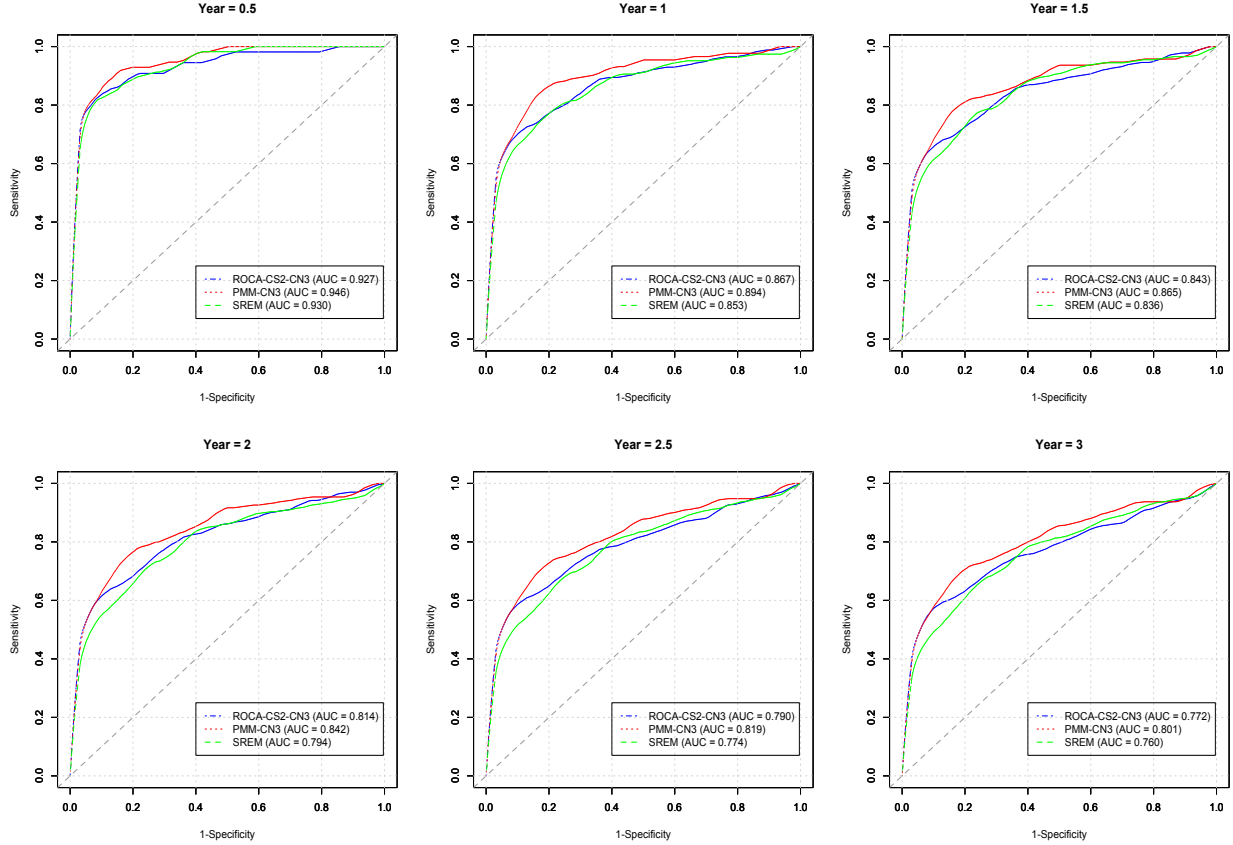 Year = 0.5
Sensitivity
1.0
0.8
0.6
0.4
0.2
0.0
ROCA-CS2-CN3 (AUC = 0.927)
PMM-CN3 (AUC = 0.946)
SREM (AUC = 0.930)
0.0 0.2 0.4 0.6 0.8 1.0
1-Specificity
Year = 1
Sensitivity
1.0
0.8
0.6
0.4
0.2
0.0
ROCA-CS2-CN3 (AUC = 0.867)
PMM-CN3 (AUC = 0.894)
SREM (AUC = 0.853)
0.0 0.2 0.4 0.6 0.8 1.0
1-Specificity
Year = 1.5
Sensitivity
1.0
0.8
0.6
0.4
0.2
0.0
ROCA-CS2-CN3 (AUC = 0.843)
PMM-CN3 (AUC = 0.865)
SREM (AUC = 0.836)
0.0 0.2 0.4 0.6 0.8 1.0
1-Specificity
Year = 2
Sensitivity
1.0
0.8
0.6
0.4
0.2
0.0
ROCA-CS2-CN3 (AUC = 0.814)
PMM-CN3 (AUC = 0.842)
SREM (AUC = 0.794)
0.0 0.2 0.4 0.6 0.8 1.0
1-Specificity
Year = 2.5
Sensitivity
1.0
0.8
0.6
0.4
0.2
0.0
ROCA-CS2-CN3 (AUC = 0.790)
PMM-CN3 (AUC = 0.819)
SREM (AUC = 0.774)
0.0 0.2 0.4 0.6 0.8 1.0
1-Specificity
Year = 3
Sensitivity
1.0
0.8
0.6
0.4
0.2
0.0
ROCA-CS2-CN3 (AUC = 0.772)
PMM-CN3 (AUC = 0.801)
SREM (AUC = 0.760)
0.0 0.2 0.4 0.6 0.8 1.0
1-Specificity